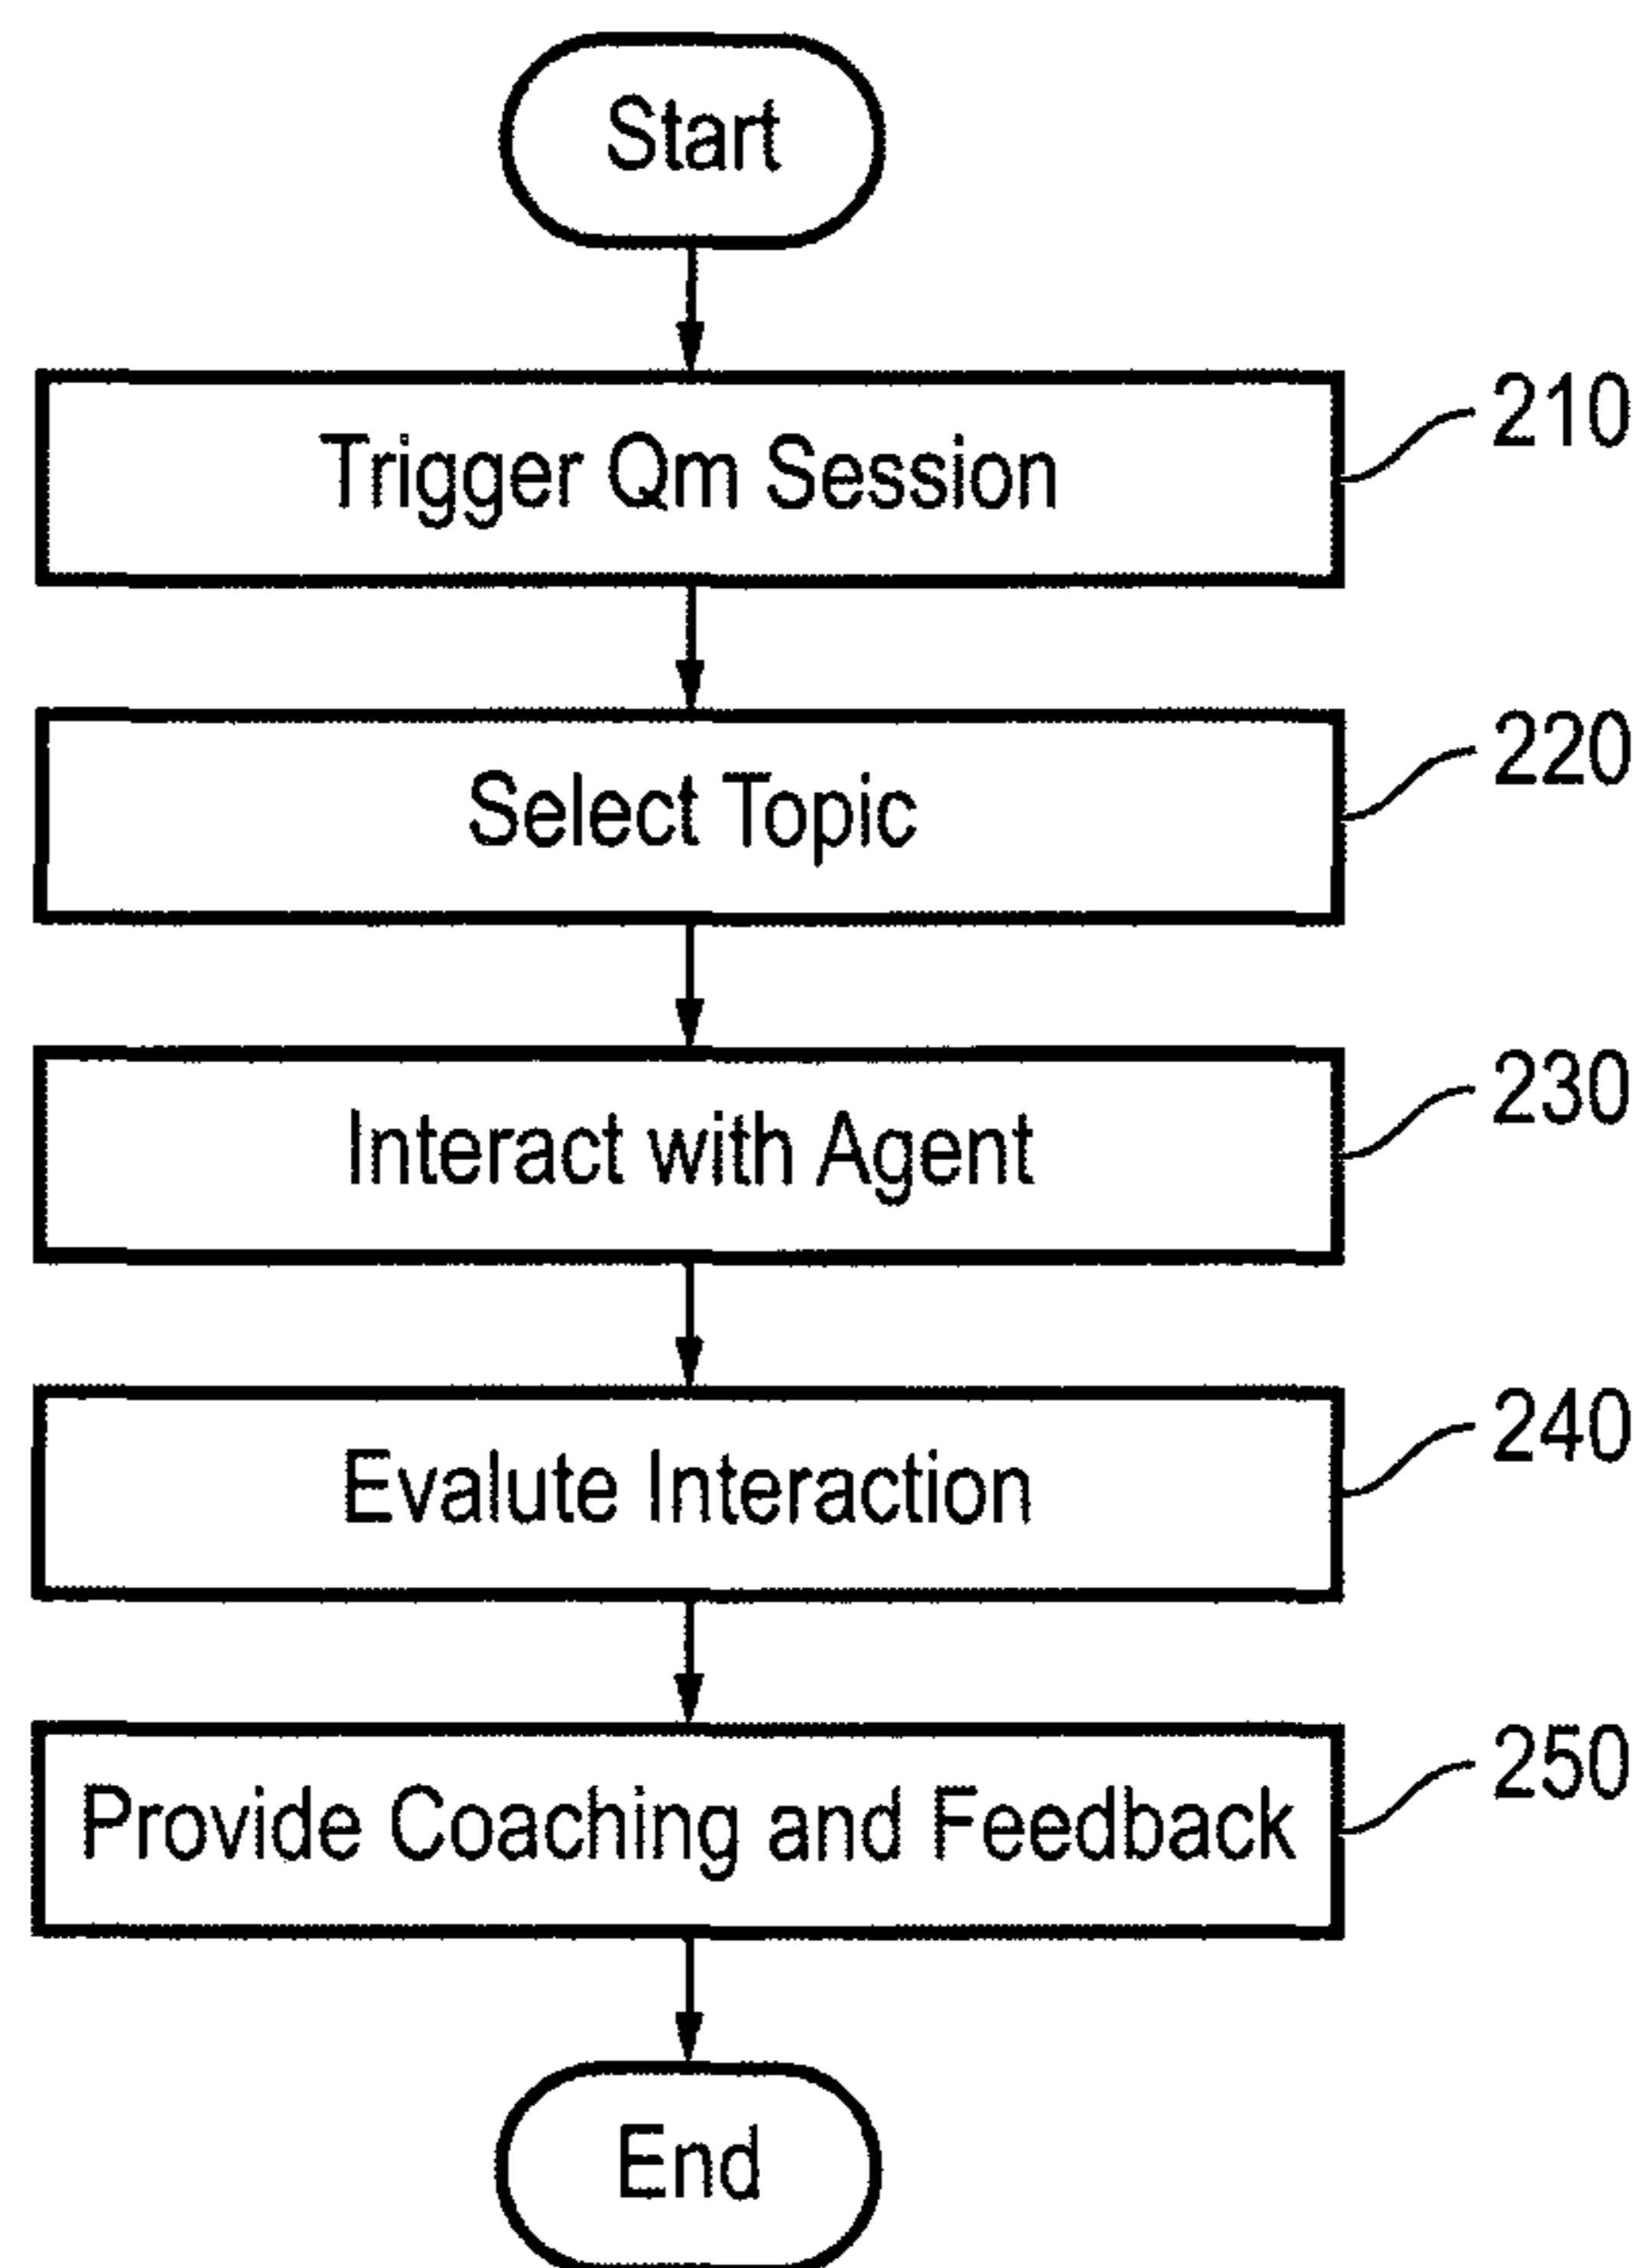 Start
Trigger Qm Session
210
Select Topic
220
Interact with Agent
230
Evalute Interaction
240
Provide Coaching and Feedback
250
End